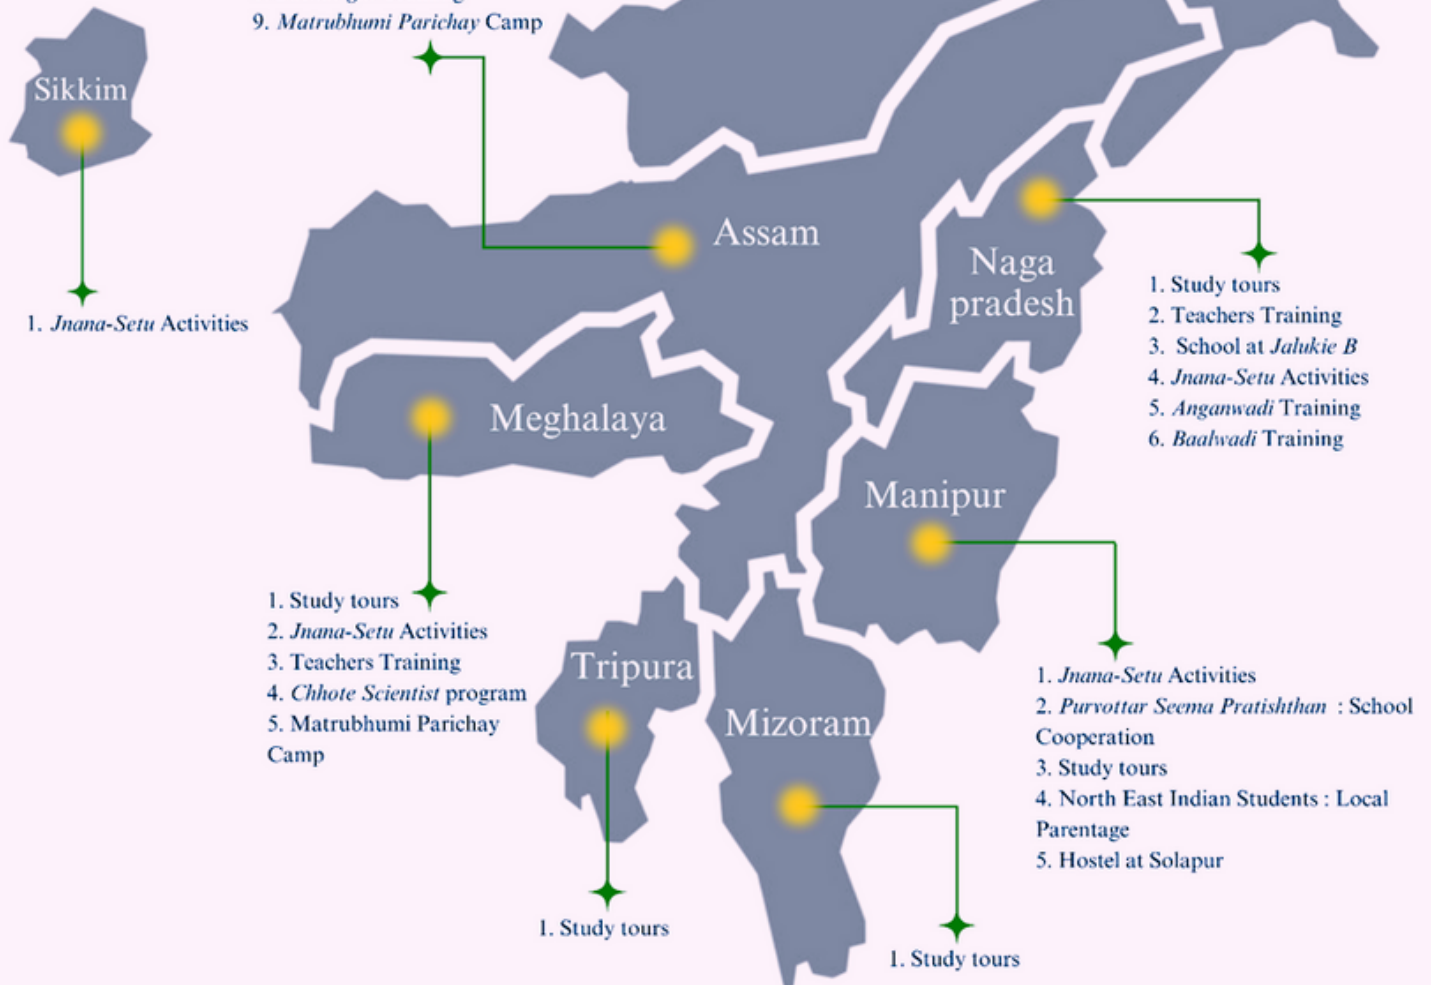 9. Matrubhumi Parichay Camp
Sikkim
1. Jnana-Setu Activities
Assam
Naga
pradesh
1. Study tours
2. Teachers Training
3. School at Jalukie B
4. Jnana-Setu Activities
5. Anganwadi Training
6. Baalwadi Training
Meghalaya
1. Study tours
2. Jnana-Setu Activities
3. Teachers Training
4. Chhote Scientist program
5. Matrubhumi Parichay
Camp
Manipur
1. Jnana-Setu Activities
2. Purvottar Seema Pratishthan : School
Cooperation
3. Study tours
4. North East Indian Students : Local
Parentage
5. Hostel at Solapur
Tripura
1. Study tours
Mizoram
1. Study tours